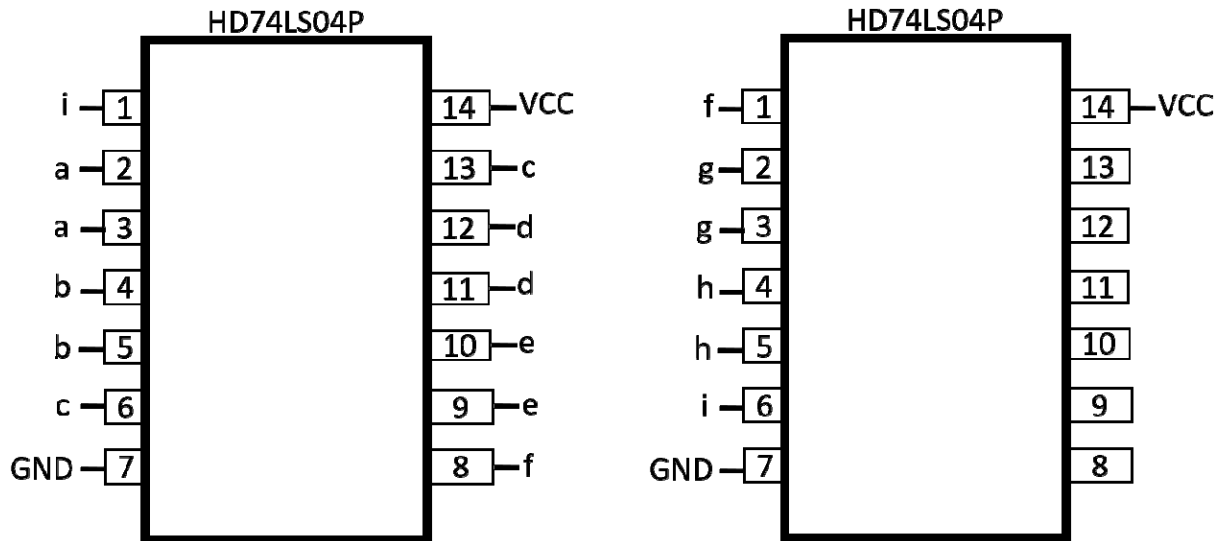 HD74LS04P
i 1 14 VCC
a 2 13 c
a 3 12 d
b 4 11 d
b 5 10 e
c 6 9 e
GND 7 8 f
HD74LS04P
f 1 14 VCC
g 2 13
g 3 12
h 4 11
h 5 10
i 6 9
GND 7 8